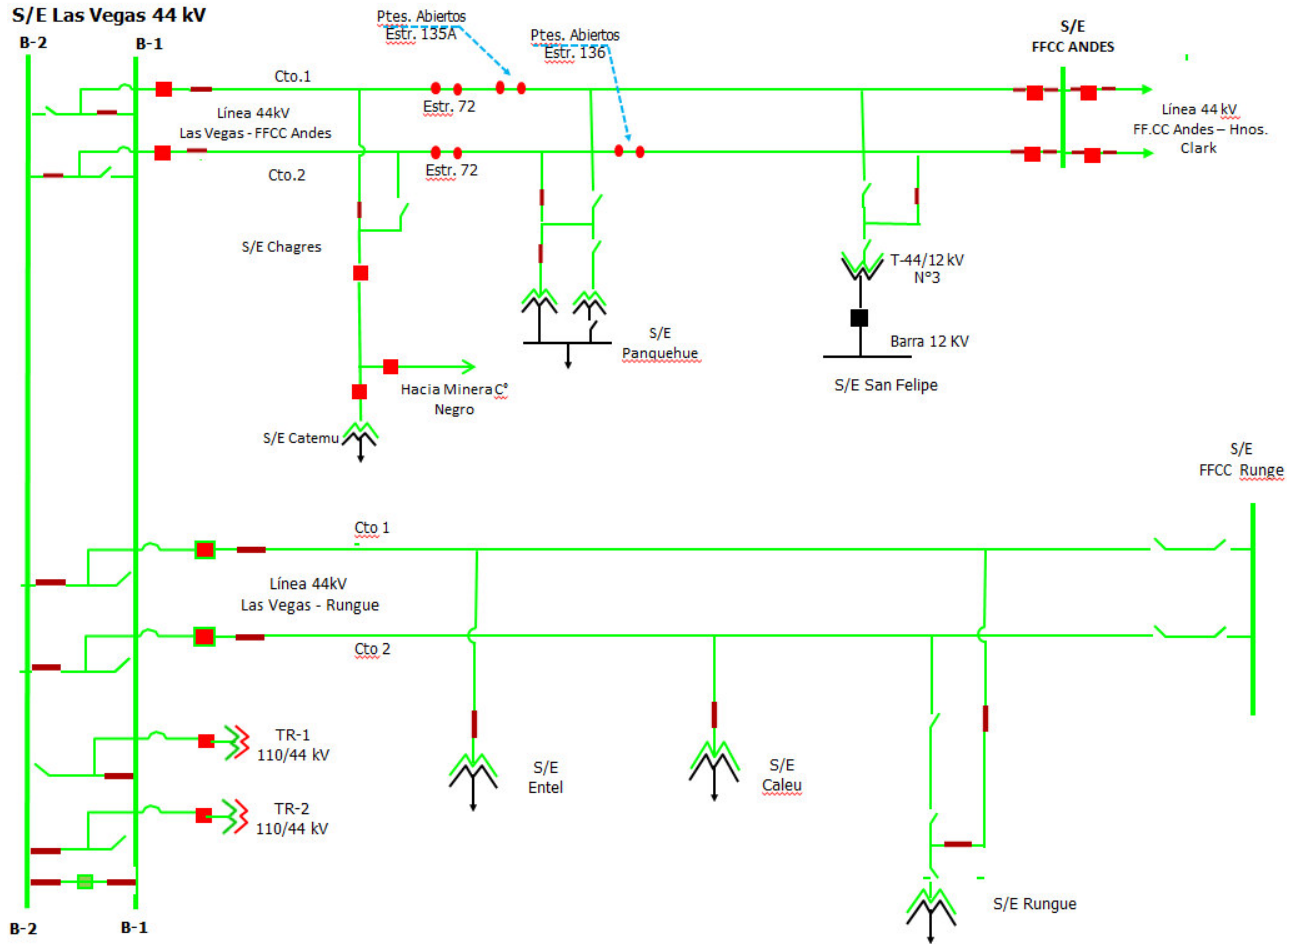 S/E Las Vegas 44 kV
B-2
B-1
Ptes. Abiertos
Estr. 135A
Ptes. Abiertos
Estr. 136
S/E
FFCC ANDES
Cto.1
Línea 44kV
Las Vegas - FFCC Andes
Cto.2
Estr. 72
Estr. 72
Línea 44 kV
FF.CC Andes – Hnos.
Clark
S/E Chagres
T-44/12 kV
N°3
S/E
Panquehue
Barra 12 KV
S/E San Felipe
Hacia Minera C°
Negro
S/E Catemu
S/E
FFCC Runge
Cto 1
Línea 44kV
Las Vegas - Rungue
Cto 2
TR-1
110/44 kV
S/E
Entel
S/E
Caleu
TR-2
110/44 kV
S/E Rungue
B-2
B-1